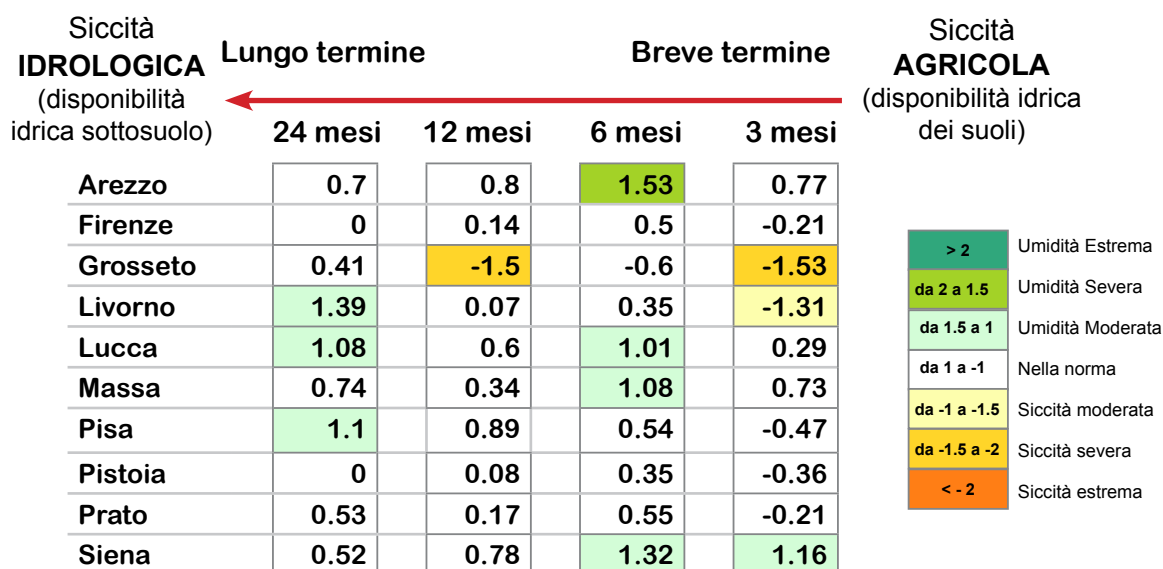 Siccità
IDROLOGICA
(disponibilità
idrica sottosuolo)
Lungo termine
Breve termine
Siccità
AGRICOLA
(disponibilità idrica
dei suoli)
24 mesi 12 mesi 6 mesi 3 mesi
Arezzo 0.7 0.8 1.53 0.77
Firenze 0 0.14 0.5 -0.21
Grosseto 0.41 -1.5 -0.6 -1.53
Livorno 1.39 0.07 0.35 -1.31
Lucca 1.08 0.6 1.01 0.29
Massa 0.74 0.34 1.08 0.73
Pisa 1.1 0.89 0.54 -0.47
Pistoia 0 0.08 0.35 -0.36
Prato 0.53 0.17 0.55 -0.21
Siena 0.52 0.78 1.32 1.16
> 2 Umidità Estrema
da 2 a 1.5 Umidità Severa
da 1.5 a 1 Umidità Moderata
da 1 a -1 Nella norma
da -1 a -1.5 Siccità moderata
da -1.5 a -2 Siccità severa
< - 2 Siccità estrema